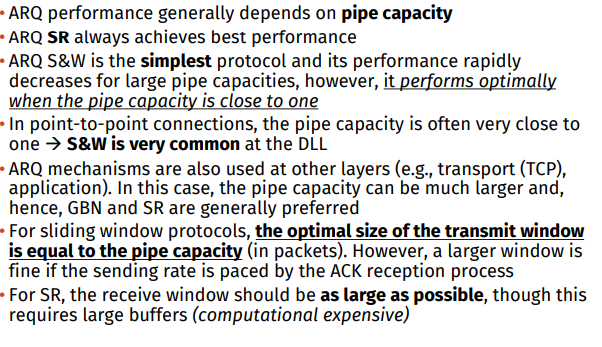 • ARQ performance generally depends on pipe capacity
• ARQ SR always achieves best performance
• ARQ S&W is the simplest protocol and its performance rapidly
decreases for large pipe capacities, however, it performs optimally
when the pipe capacity is close to one
• In point-to-point connections, the pipe capacity is often very close to
one → S&W is very common at the DLL
• ARQ mechanisms are also used at other layers (e.g., transport (TCP),
application). In this case, the pipe capacity can be much larger and,
hence, GBN and SR are generally preferred
• For sliding window protocols, the optimal size of the transmit window
is equal to the pipe capacity (in packets). However, a larger window is
fine if the sending rate is paced by the ACK reception process
• For SR, the receive window should be as large as possible, though this
requires large buffers (computational expensive)